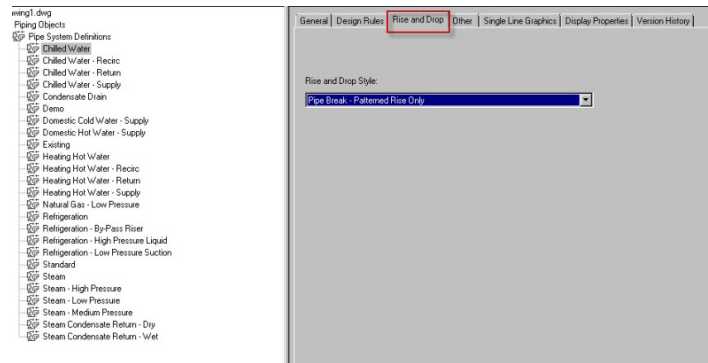 wing1.dwg
Piping Objects
Pipe System Definitions
Chilled Water
Chilled Water - Recirc
Chilled Water - Return
Chilled Water - Supply
Condensate Drain
Demo
Domestic Cold Water - Supply
Domestic Hot Water - Supply
Existing
Heating Hot Water
Heating Hot Water - Recirc
Heating Hot Water - Return
Heating Hot Water - Supply
Natural Gas - Low Pressure
Refrigeration
Refrigeration - By-Pass Riser
Refrigeration - High Pressure Liquid
Refrigeration - Low Pressure Suction
Standard
Steam
Steam - High Pressure
Steam - Low Pressure
Steam - Medium Pressure
Steam Condensate Return - Dry
Steam Condensate Return - Wet
General Design Rules Rise and Drop Other Single Line Graphics Display Properties Version History
Rise and Drop Style:
Pipe Break - Patterned Rise Only